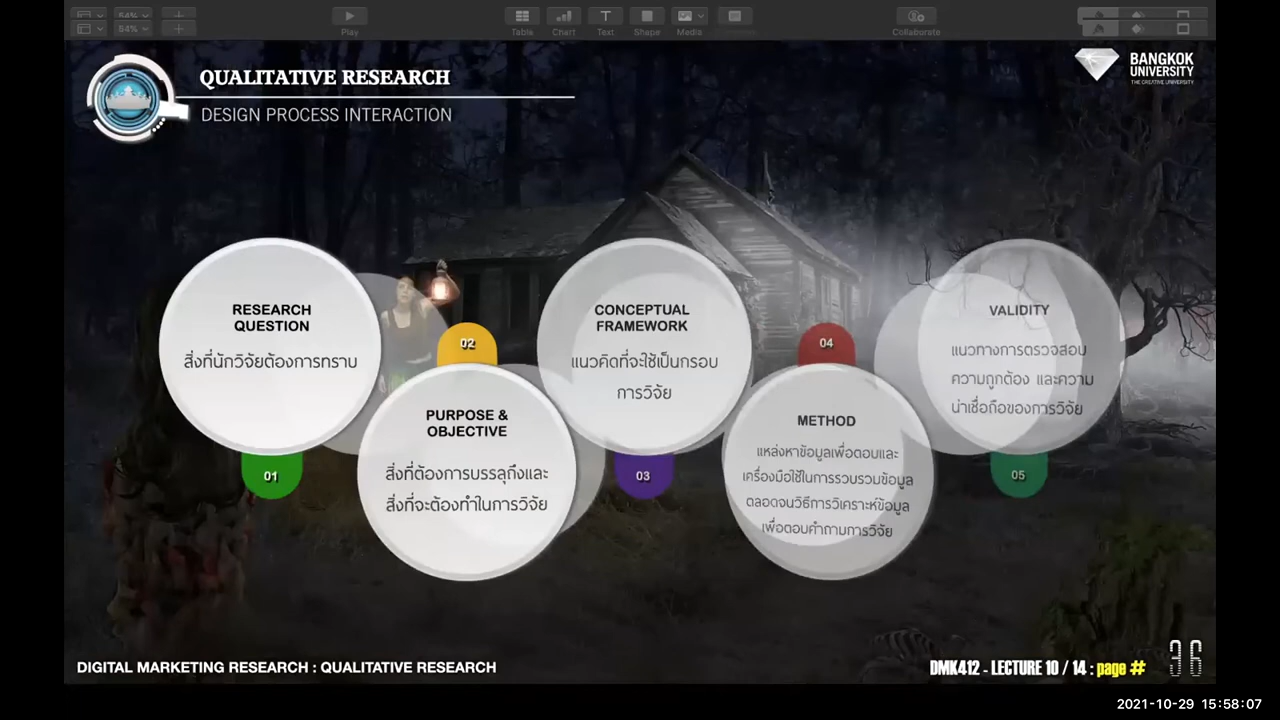 54%
54%
Play
Table
Chart
Text
Shape
Media
Collaborate
QUALITATIVE RESEARCH
DESIGN PROCESS INTERACTION
BANGKOK
UNIVERSITY
THE CREATIVE UNIVERSITY
RESEARCH
QUESTION
สิ่งที่นักวิจัยต้องการทราบ
01
02
PURPOSE &
OBJECTIVE
สิ่งที่ต้องการบรรลุถึงและ
สิ่งที่จะต้องทำในการวิจัย
CONCEPTUAL
FRAMEWORK
แนวคิดที่จะใช้เป็นกรอบ
การวิจัย
03
04
METHOD
แหล่งหาข้อมูลเพื่อตอบและ
เครื่องมือใช้ในการรวบรวมข้อมูล
ตลอดจนวิธีการวิเคราะห์ข้อมูล
เพื่อตอบคำถามการวิจัย
VALIDITY
แนวทางการตรวจสอบ
ความถูกต้อง และความ
น่าเชื่อถือของการวิจัย
05
DIGITAL MARKETING RESEARCH : QUALITATIVE RESEARCH
DMK412 - LECTURE 10 / 14 : page # 36
2021-10-29 15:58:07